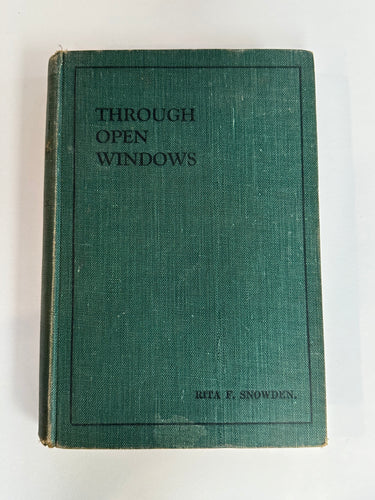 THROUGH
OPEN
WINDOWS
RITA F. SNOWDEN.